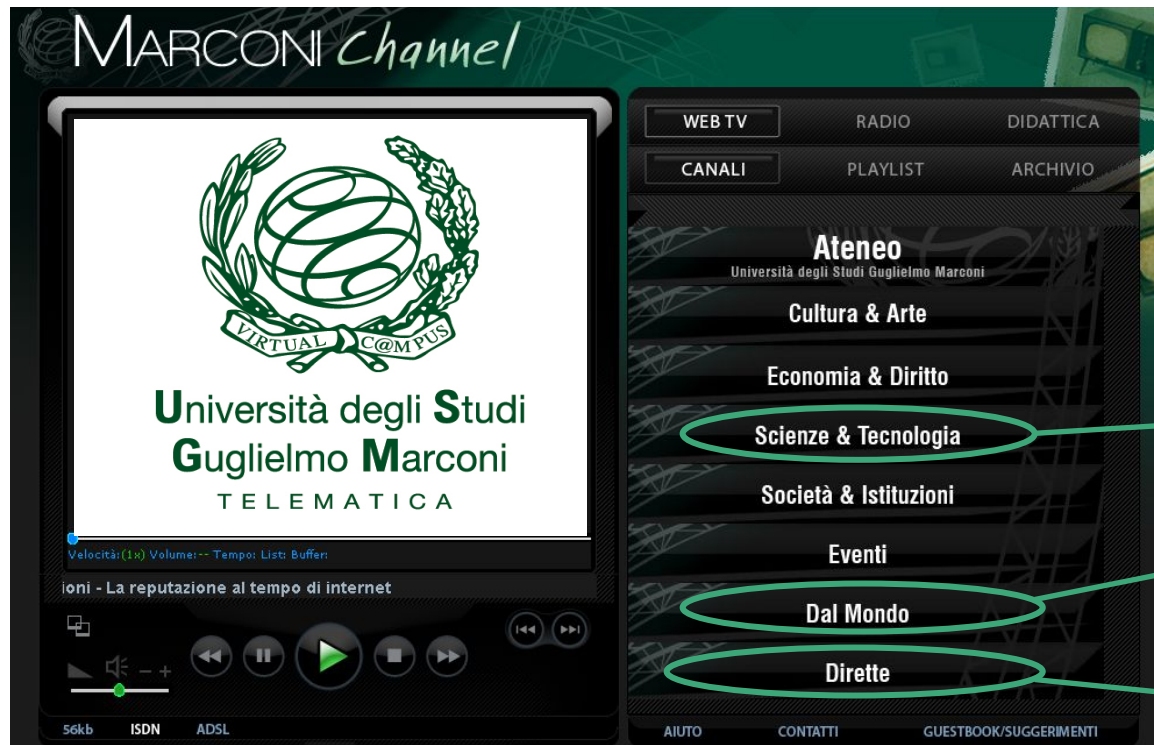 MARCONI Channel
VIRTUAL C@MPUS
Università degli Studi
Guglielmo Marconi
TELEMATICA
Velocità:(1x) Volume:-- Tempo: List: Buffer:
ioni - La reputazione al tempo di internet
- +
56kb ISDN ADSL
WEB TV RADIO DIDATTICA
CANALI PLAYLIST ARCHIVIO
Ateneo
Università degli Studi Guglielmo Marconi
Cultura & Arte
Economia & Diritto
Scienze & Tecnologia
Società & Istituzioni
Eventi
Dal Mondo
Dirette
AIUTO CONTATTI GUESTBOOK/SUGGERIMENTI